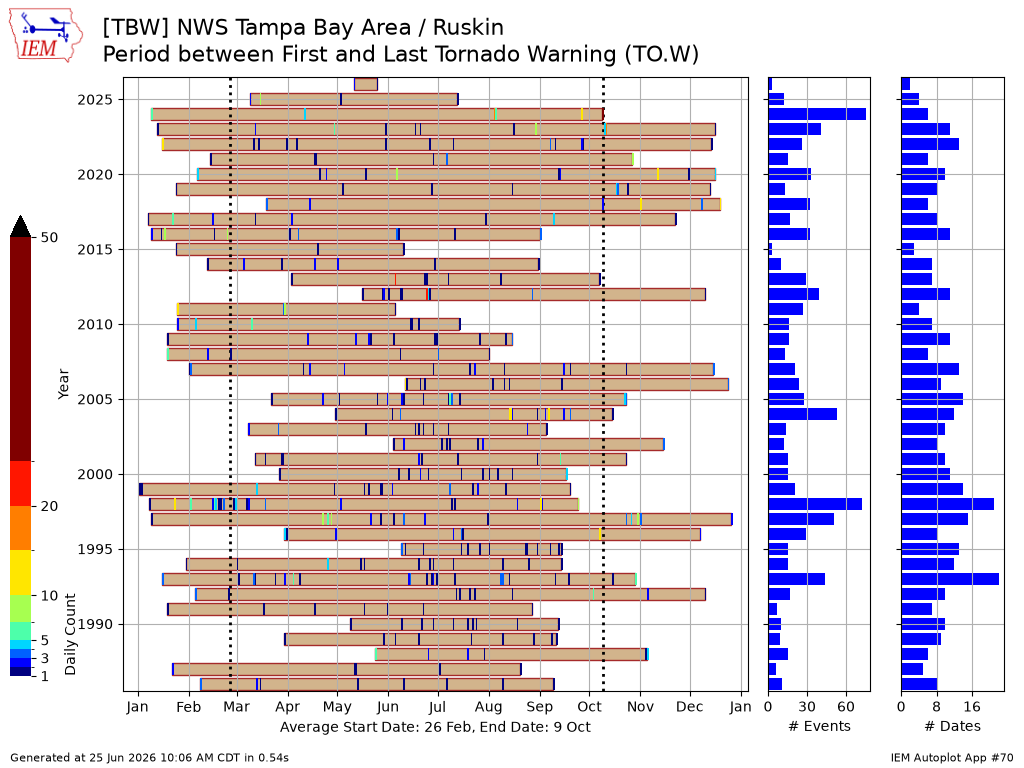 IEM
[TBW] NWS Tampa Bay Area / Ruskin
Period between First and Last Tornado Warning (TO.W)
2025
2020
2015
2010
2005
2000
1995
1990
Year
50
20
10
5
3
1
Daily Count
Jan Feb Mar Apr May Jun Jul Aug Sep Oct Nov Dec Jan
0 30 60
0 8 16
Average Start Date: 26 Feb, End Date: 9 Oct
# Events
# Dates
Generated at 25 Jun 2026 10:06 AM CDT in 0.54s
IEM Autoplot App #70